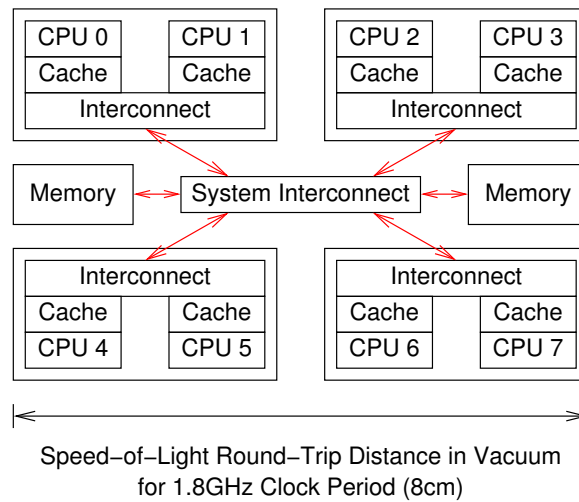 CPU 0 CPU 1 CPU 2 CPU 3
Cache Cache Cache Cache
Interconnect Interconnect
Memory System Interconnect Memory
Interconnect Interconnect
Cache Cache Cache Cache
CPU 4 CPU 5 CPU 6 CPU 7
Speed−of−Light Round−Trip Distance in Vacuum
for 1.8GHz Clock Period (8cm)